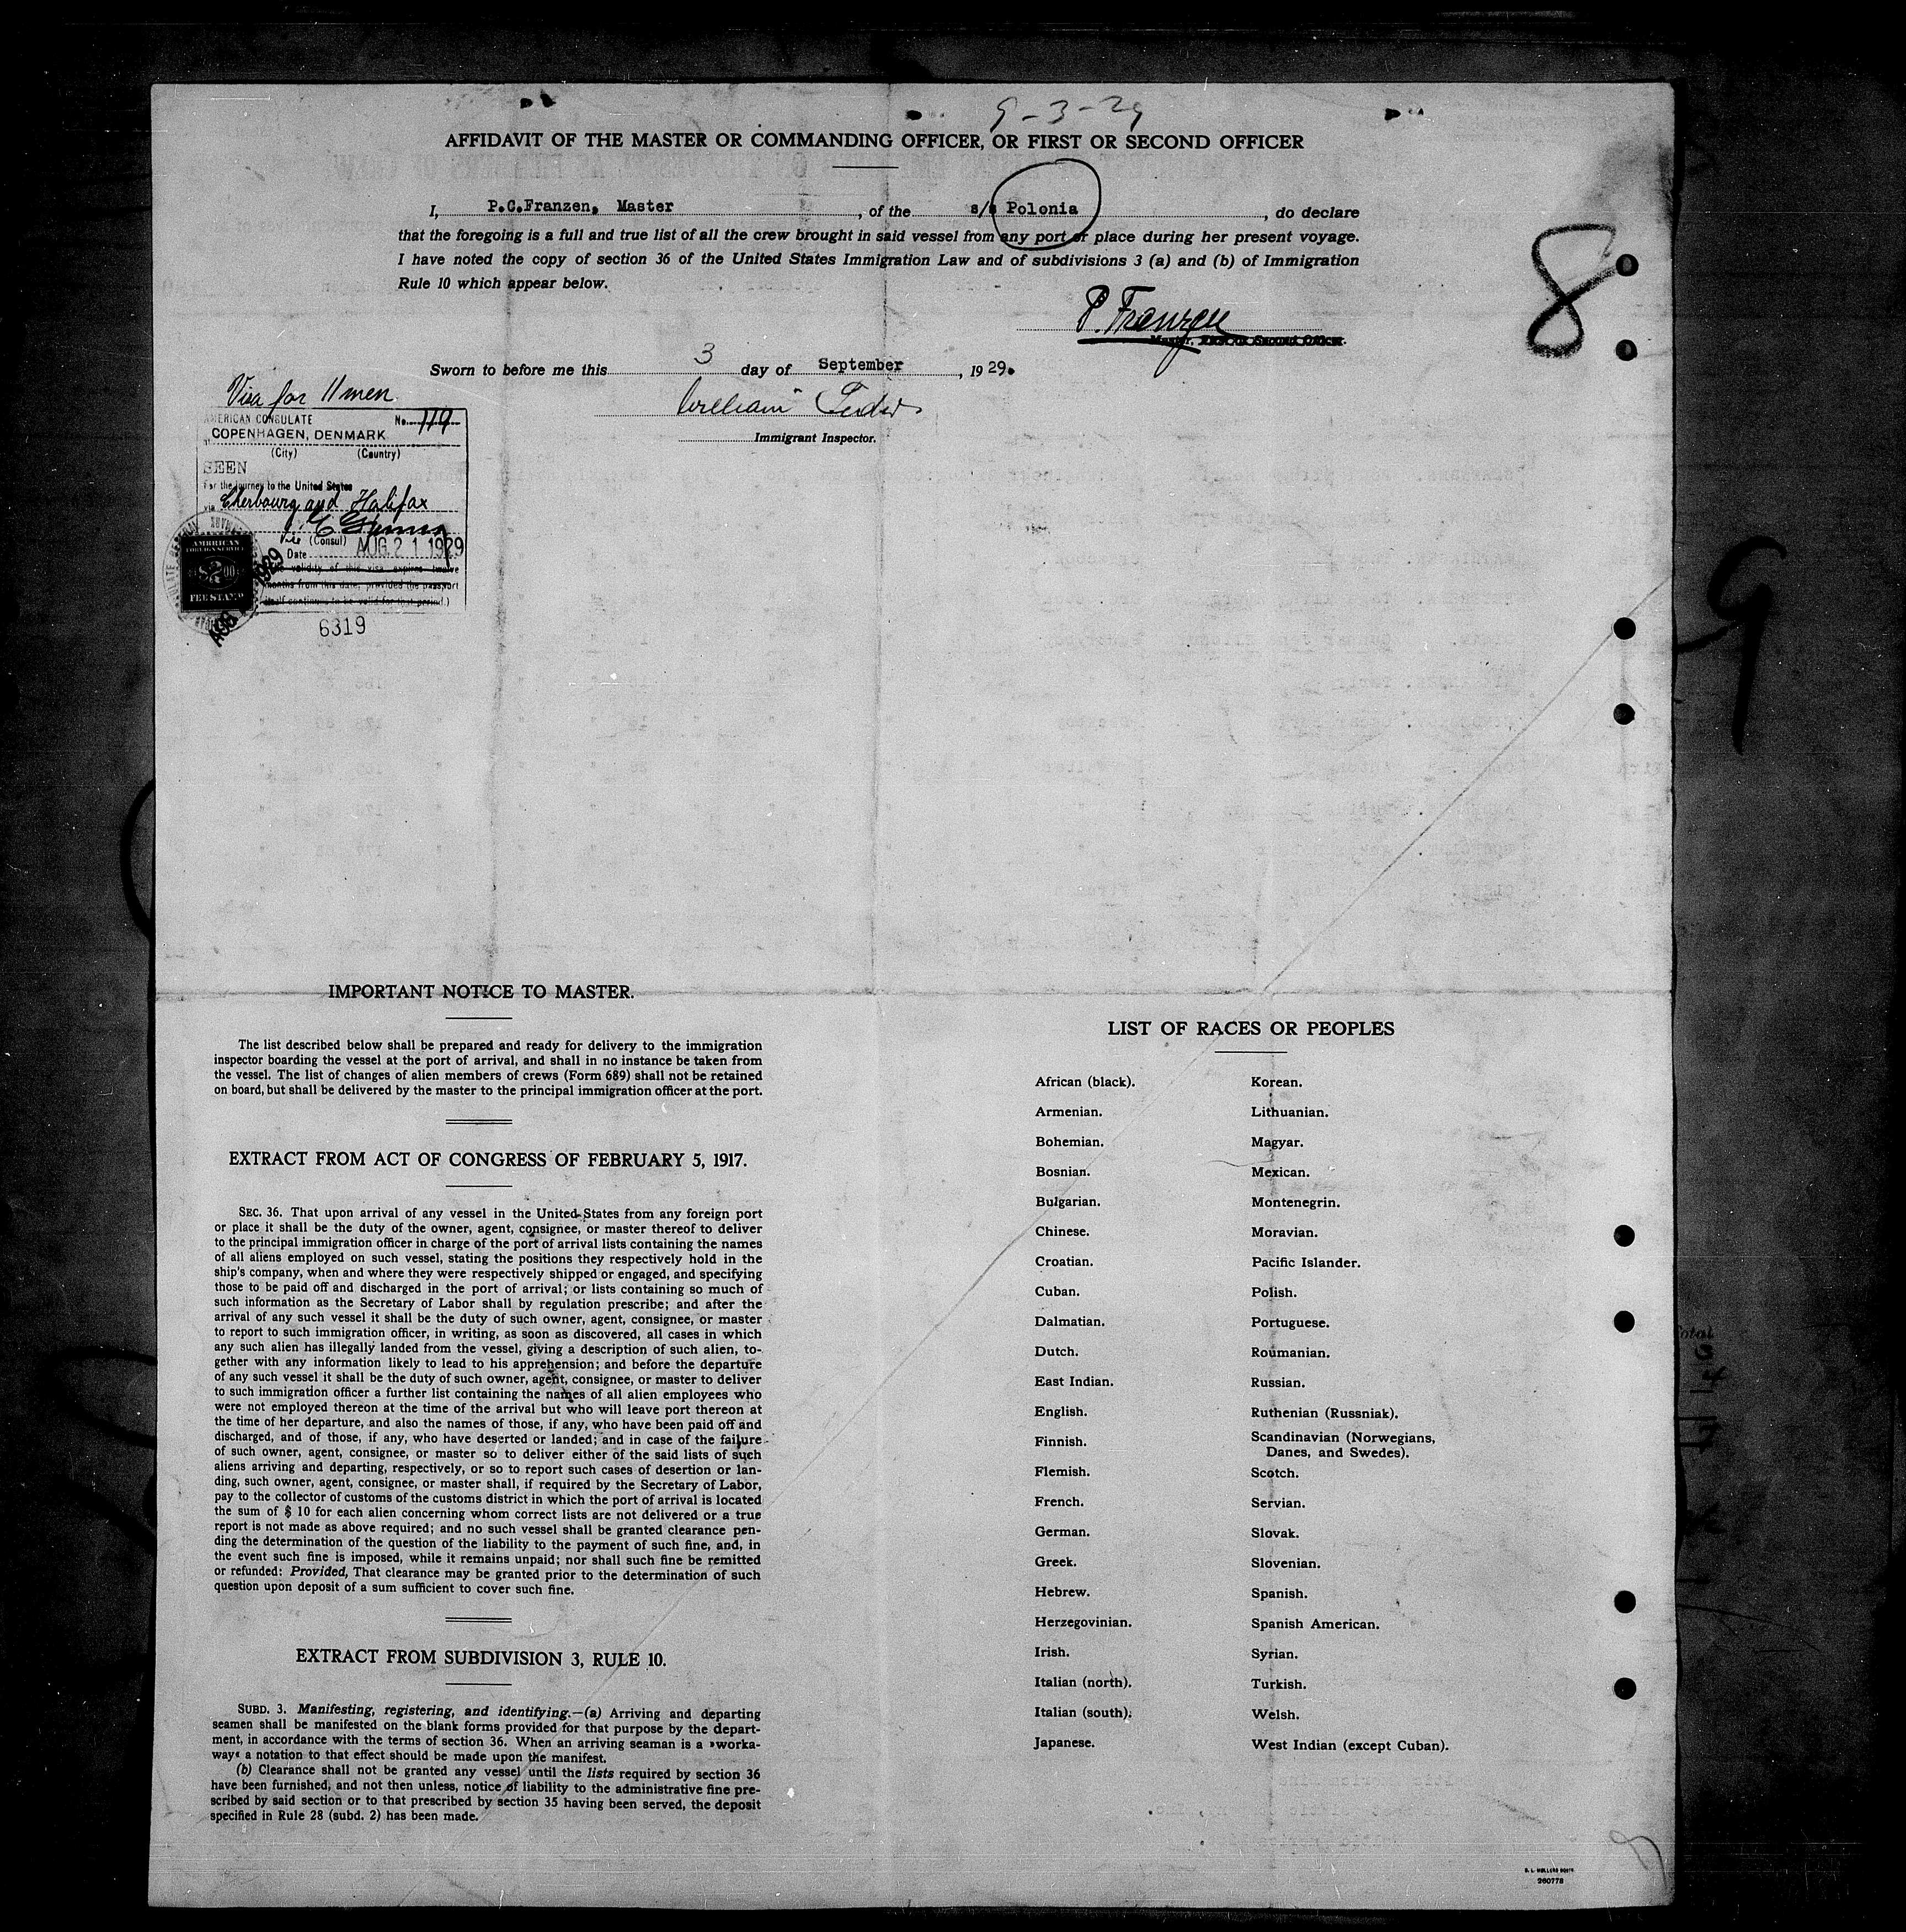 9-3-29
AFFIDAVIT OF THE MASTER OR COMMANDING OFFICER, OR FIRST OR SECOND OFFICER
I, P.C.Franzen, Master, of the s/s Polonia, do declare
that the foregoing is a full and true list of all the crew brought in said vessel from any port or place during her present voyage.
I have noted the copy of section 36 of the United States Immigration Law and of subdivisions 3 (a) and (b) of Immigration
Rule 10 which appear below.
8
P. Franzen
Master, First or Second Officer.
Sworn to before me this 3 day of September, 1929.
William
Immigrant Inspector.
Visa for 11 men.
AMERICAN CONSULATE No. 119
COPENHAGEN, DENMARK
(City) (Country)
SEEN
For the journey to the United States
via Cherbourg and Halifax
Vice (Consul)
Date AUG 21 1929
The validity of this visa expires twelve
months from this date, provided the passport
itself continues to be valid for that period.)
AMERICAN
FOREIGN SERVICE
$2.00
FEE STAMP
AUG 1929
6319
9
IMPORTANT NOTICE TO MASTER.
The list described below shall be prepared and ready for delivery to the immigration
inspector boarding the vessel at the port of arrival, and shall in no instance be taken from
the vessel. The list of changes of alien members of crews (Form 689) shall not be retained
on board, but shall be delivered by the master to the principal immigration officer at the port.
EXTRACT FROM ACT OF CONGRESS OF FEBRUARY 5, 1917.
SEC. 36. That upon arrival of any vessel in the United States from any foreign port
or place it shall be the duty of the owner, agent, consignee, or master thereof to deliver
to the principal immigration officer in charge of the port of arrival lists containing the names
of all aliens employed on such vessel, stating the positions they respectively hold in the
ship's company, when and where they were respectively shipped or engaged, and specifying
those to be paid off and discharged in the port of arrival; or lists containing so much of
such information as the Secretary of Labor shall by regulation prescribe; and after the
arrival of any such vessel it shall be the duty of such owner, agent, consignee, or master
to report to such immigration officer, in writing, as soon as discovered, all cases in which
any such alien has illegally landed from the vessel, giving a description of such alien, to-
gether with any information likely to lead to his apprehension; and before the departure
of any such vessel it shall be the duty of such owner, agent, consignee, or master to deliver
to such immigration officer a further list containing the names of all alien employees who
were not employed thereon at the time of the arrival but who will leave port thereon at
the time of her departure, and also the names of those, if any, who have been paid off and
discharged, and of those, if any, who have deserted or landed; and in case of the failure
of such owner, agent, consignee, or master so to deliver either of the said lists of such
aliens arriving and departing, respectively, or so to report such cases of desertion or lan-
ding, such owner, agent, consignee, or master shall, if required by the Secretary of Labor,
pay to the collector of customs of the customs district in which the port of arrival is located
the sum of $ 10 for each alien concerning whom correct lists are not delivered or a true
report is not made as above required; and no such vessel shall be granted clearance pen-
ding the determination of the question of the liability to the payment of such fine, and, in
the event such fine is imposed, while it remains unpaid; nor shall such fine be remitted
or refunded: Provided, That clearance may be granted prior to the determination of such
question upon deposit of a sum sufficient to cover such fine.
EXTRACT FROM SUBDIVISION 3, RULE 10.
SUBD. 3. Manifesting, registering, and identifying.—(a) Arriving and departing
seamen shall be manifested on the blank forms provided for that purpose by the depart-
ment, in accordance with the terms of section 36. When an arriving seaman is a »worka-
way« a notation to that effect should be made upon the manifest.
(b) Clearance shall not be granted any vessel until the lists required by section 36
have been furnished, and not then unless, notice of liability to the administrative fine pre-
scribed by said section or to that prescribed by section 35 having been served, the deposit
specified in Rule 28 (subd. 2) has been made.
LIST OF RACES OR PEOPLES
African (black).
Armenian.
Bohemian.
Bosnian.
Bulgarian.
Chinese.
Croatian.
Cuban.
Dalmatian.
Dutch.
East Indian.
English.
Finnish.
Flemish.
French.
German.
Greek.
Hebrew.
Herzegovinian.
Irish.
Italian (north).
Italian (south).
Japanese.
Korean.
Lithuanian.
Magyar.
Mexican.
Montenegrin.
Moravian.
Pacific Islander.
Polish.
Portuguese.
Roumanian.
Russian.
Ruthenian (Russniak).
Scandinavian (Norwegians,
Danes, and Swedes).
Scotch.
Servian.
Slovak.
Slovenian.
Spanish.
Spanish American.
Syrian.
Turkish.
Welsh.
West Indian (except Cuban).
260778